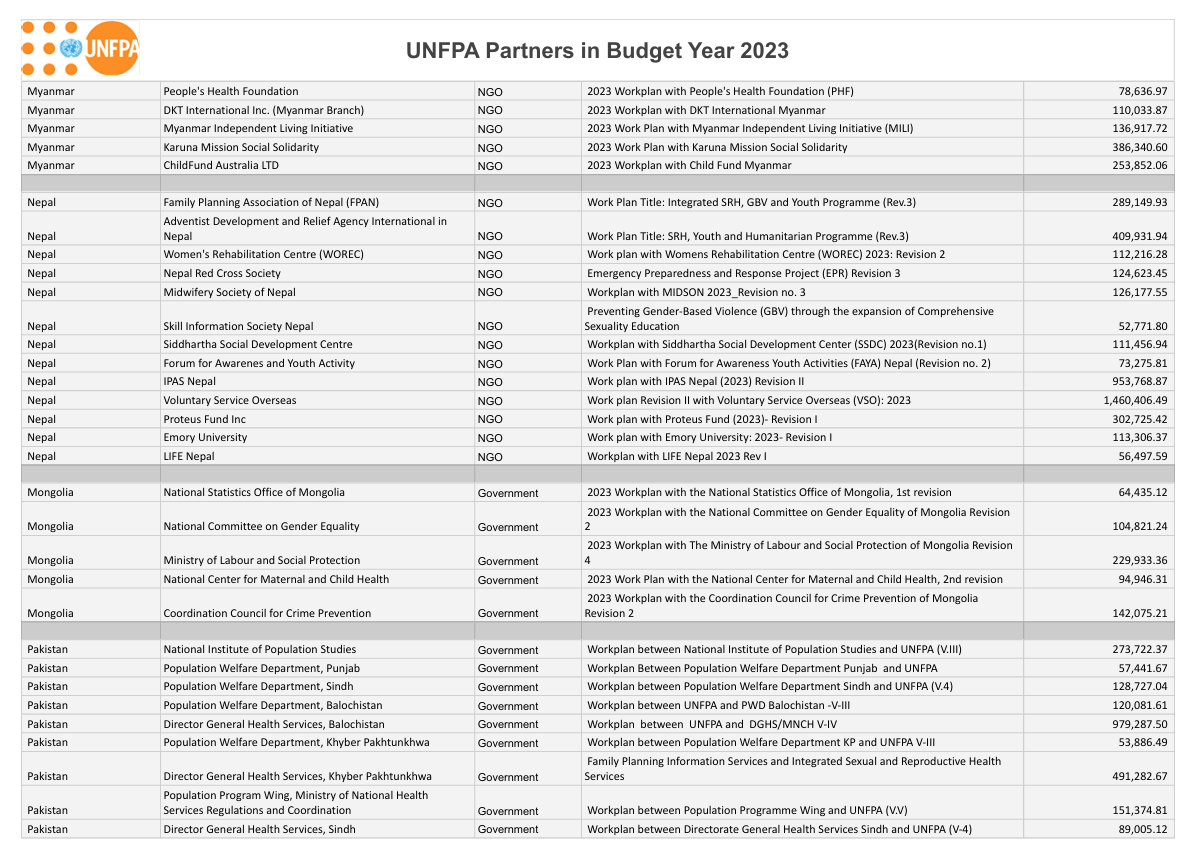 UNFPA
UNFPA Partners in Budget Year 2023
Myanmar People's Health Foundation NGO 2023 Workplan with People's Health Foundation (PHF) 78,636.97
Myanmar DKT International Inc. (Myanmar Branch) NGO 2023 Workplan with DKT International Myanmar 110,033.87
Myanmar Myanmar Independent Living Initiative NGO 2023 Work Plan with Myanmar Independent Living Initiative (MILI) 136,917.72
Myanmar Karuna Mission Social Solidarity NGO 2023 Work Plan with Karuna Mission Social Solidarity 386,340.60
Myanmar ChildFund Australia LTD NGO 2023 Workplan with Child Fund Myanmar 253,852.06
Nepal Family Planning Association of Nepal (FPAN) NGO Work Plan Title: Integrated SRH, GBV and Youth Programme (Rev.3) 289,149.93
Adventist Development and Relief Agency International in
Nepal Nepal NGO Work Plan Title: SRH, Youth and Humanitarian Programme (Rev.3) 409,931.94
Nepal Women's Rehabilitation Centre (WOREC) NGO Work plan with Womens Rehabilitation Centre (WOREC) 2023: Revision 2 112,216.28
Nepal Nepal Red Cross Society NGO Emergency Preparedness and Response Project (EPR) Revision 3 124,623.45
Nepal Midwifery Society of Nepal NGO Workplan with MIDSON 2023_Revision no. 3 126,177.55
Preventing Gender-Based Violence (GBV) through the expansion of Comprehensive
Nepal Skill Information Society Nepal NGO Sexuality Education 52,771.80
Nepal Siddhartha Social Development Centre NGO Workplan with Siddhartha Social Development Center (SSDC) 2023(Revision no.1) 111,456.94
Nepal Forum for Awarenes and Youth Activity NGO Work Plan with Forum for Awareness Youth Activities (FAYA) Nepal (Revision no. 2) 73,275.81
Nepal IPAS Nepal NGO Work plan with IPAS Nepal (2023) Revision II 953,768.87
Nepal Voluntary Service Overseas NGO Work plan Revision II with Voluntary Service Overseas (VSO): 2023 1,460,406.49
Nepal Proteus Fund Inc NGO Work plan with Proteus Fund (2023)- Revision I 302,725.42
Nepal Emory University NGO Work plan with Emory University: 2023- Revision I 113,306.37
Nepal LIFE Nepal NGO Workplan with LIFE Nepal 2023 Rev I 56,497.59
Mongolia National Statistics Office of Mongolia Government 2023 Workplan with the National Statistics Office of Mongolia, 1st revision 64,435.12
2023 Workplan with the National Committee on Gender Equality of Mongolia Revision
Mongolia National Committee on Gender Equality Government 2 104,821.24
2023 Workplan with The Ministry of Labour and Social Protection of Mongolia Revision
Mongolia Ministry of Labour and Social Protection Government 4 229,933.36
Mongolia National Center for Maternal and Child Health Government 2023 Work Plan with the National Center for Maternal and Child Health, 2nd revision 94,946.31
2023 Workplan with the Coordination Council for Crime Prevention of Mongolia
Mongolia Coordination Council for Crime Prevention Government Revision 2 142,075.21
Pakistan National Institute of Population Studies Government Workplan between National Institute of Population Studies and UNFPA (V.III) 273,722.37
Pakistan Population Welfare Department, Punjab Government Workplan Between Population Welfare Department Punjab and UNFPA 57,441.67
Pakistan Population Welfare Department, Sindh Government Workplan between Population Welfare Department Sindh and UNFPA (V.4) 128,727.04
Pakistan Population Welfare Department, Balochistan Government Workplan between UNFPA and PWD Balochistan -V-III 120,081.61
Pakistan Director General Health Services, Balochistan Government Workplan between UNFPA and DGHS/MNCH V-IV 979,287.50
Pakistan Population Welfare Department, Khyber Pakhtunkhwa Government Workplan between Population Welfare Department KP and UNFPA V-III 53,886.49
Family Planning Information Services and Integrated Sexual and Reproductive Health
Pakistan Director General Health Services, Khyber Pakhtunkhwa Government Services 491,282.67
Population Program Wing, Ministry of National Health
Pakistan Services Regulations and Coordination Government Workplan between Population Programme Wing and UNFPA (V.V) 151,374.81
Pakistan Director General Health Services, Sindh Government Workplan between Directorate General Health Services Sindh and UNFPA (V-4) 89,005.12